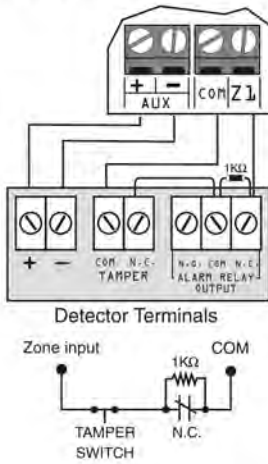 + −
AUX
COM Z1
1KΩ
+ −
COM N.C.
TAMPER
N.O. COM N.C.
ALARM RELAY
OUTPUT
Detector Terminals
Zone input
COM
1KΩ
TAMPER
SWITCH
N.C.